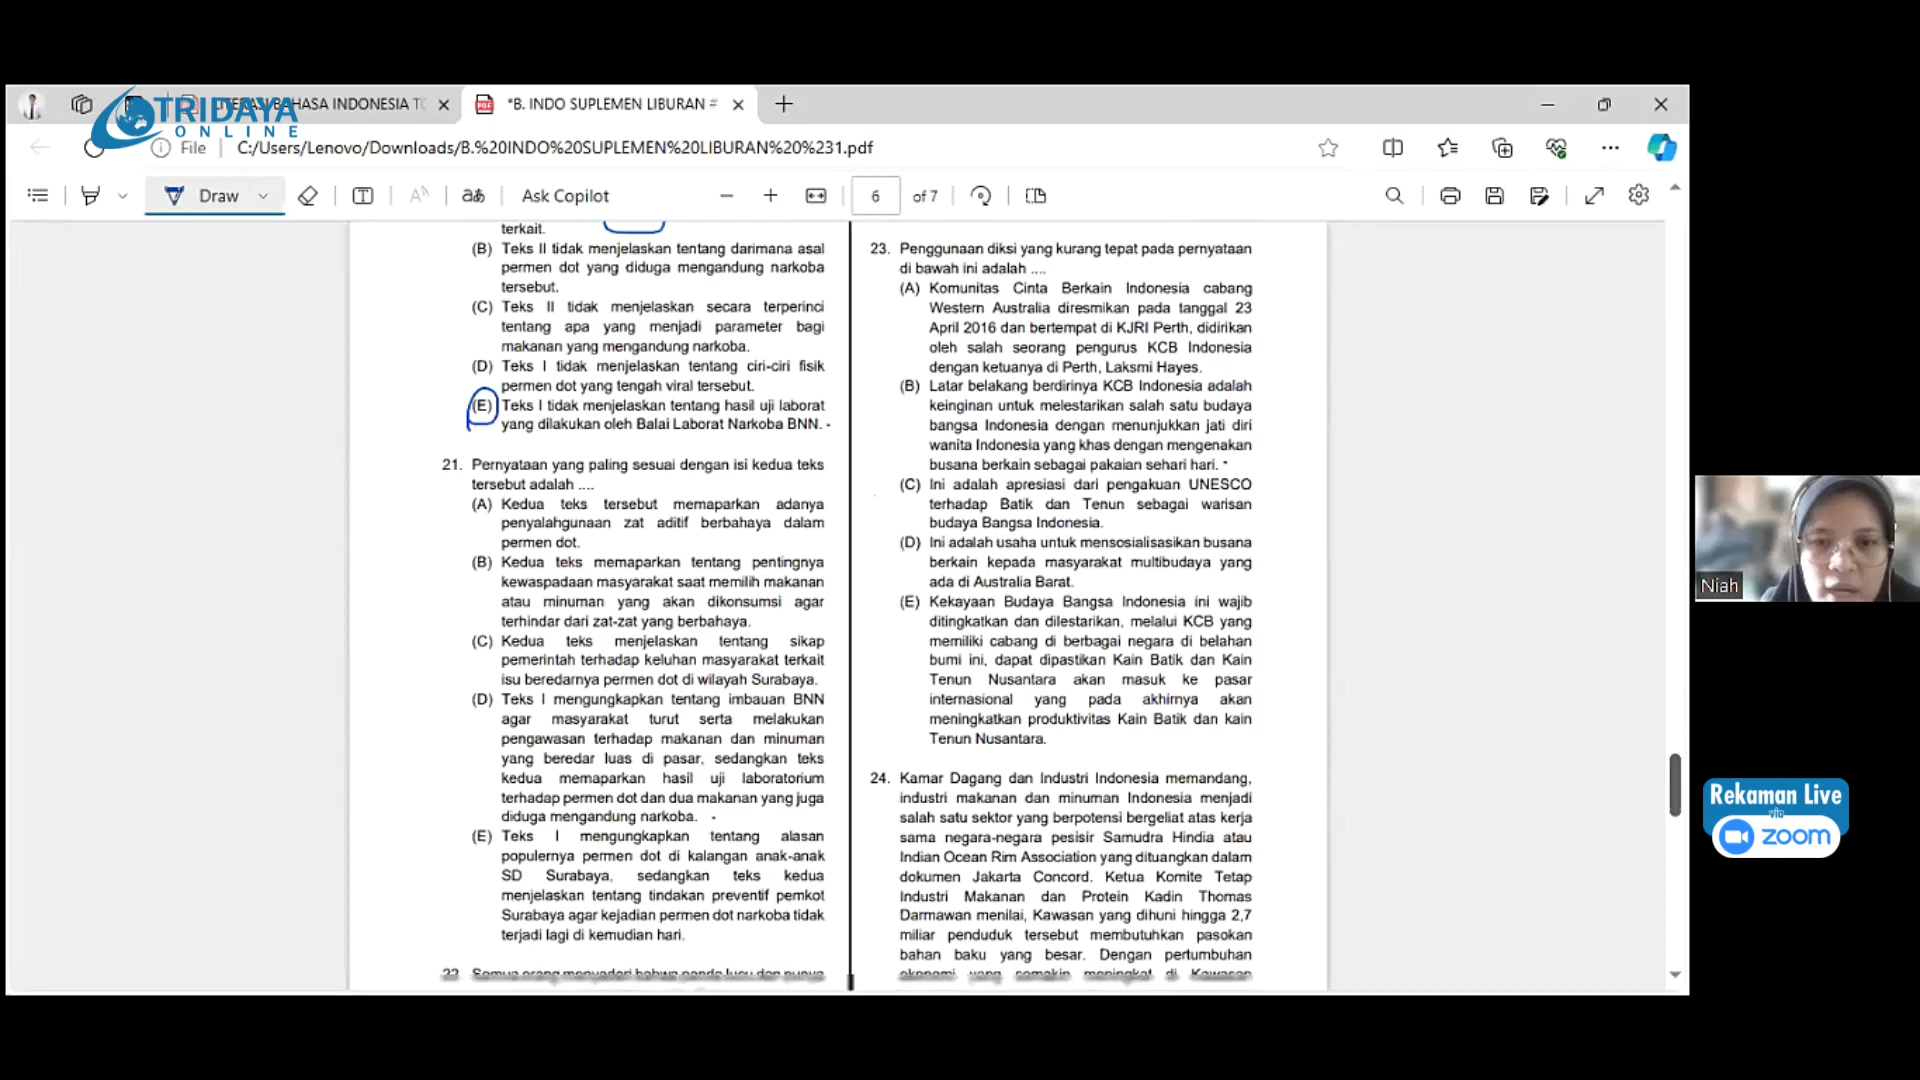 TRIDAYA
ONLINE
BAHASA INDONESIA
*B. INDO SUPLEMEN LIBURAN #
File
C:/Users/Lenovo/Downloads/B.%20INDO%20SUPLEMEN%20LIBURAN%20%231.pdf
Draw
Ask Copilot
6
of 7
terkait.
(B) Teks II tidak menjelaskan tentang darimana asal
permen dot yang diduga mengandung narkoba
tersebut.
(C) Teks II tidak menjelaskan secara terperinci
tentang apa yang menjadi parameter bagi
makanan yang mengandung narkoba.
(D) Teks I tidak menjelaskan tentang ciri-ciri fisik
permen dot yang tengah viral tersebut.
(E) Teks I tidak menjelaskan tentang hasil uji laborat
yang dilakukan oleh Balai Laborat Narkoba BNN.
21. Pernyataan yang paling sesuai dengan isi kedua teks
tersebut adalah ....
(A) Kedua teks tersebut memaparkan adanya
penyalahgunaan zat aditif berbahaya dalam
permen dot.
(B) Kedua teks memaparkan tentang pentingnya
kewaspadaan masyarakat saat memilih makanan
atau minuman yang akan dikonsumsi agar
terhindar dari zat-zat yang berbahaya.
(C) Kedua teks menjelaskan tentang sikap
pemerintah terhadap keluhan masyarakat terkait
isu beredarnya permen dot di wilayah Surabaya.
(D) Teks I mengungkapkan tentang imbauan BNN
agar masyarakat turut serta melakukan
pengawasan terhadap makanan dan minuman
yang beredar luas di pasar, sedangkan teks
kedua memaparkan hasil uji laboratorium
terhadap permen dot dan dua makanan yang juga
diduga mengandung narkoba.
(E) Teks I mengungkapkan tentang alasan
populernya permen dot di kalangan anak-anak
SD Surabaya, sedangkan teks kedua
menjelaskan tentang tindakan preventif pemkot
Surabaya agar kejadian permen dot narkoba tidak
terjadi lagi di kemudian hari.
22. Semua orang menyadari bahwa panda lucu dan punya
23. Penggunaan diksi yang kurang tepat pada pernyataan
di bawah ini adalah ....
(A) Komunitas Cinta Berkain Indonesia cabang
Western Australia diresmikan pada tanggal 23
April 2016 dan bertempat di KJRI Perth, didirikan
oleh salah seorang pengurus KCB Indonesia
dengan ketuanya di Perth, Laksmi Hayes.
(B) Latar belakang berdirinya KCB Indonesia adalah
keinginan untuk melestarikan salah satu budaya
bangsa Indonesia dengan menunjukkan jati diri
wanita Indonesia yang khas dengan mengenakan
busana berkain sebagai pakaian sehari hari.
(C) Ini adalah apresiasi dari pengakuan UNESCO
terhadap Batik dan Tenun sebagai warisan
budaya Bangsa Indonesia.
(D) Ini adalah usaha untuk mensosialisasikan busana
berkain kepada masyarakat multibudaya yang
ada di Australia Barat.
(E) Kekayaan Budaya Bangsa Indonesia ini wajib
ditingkatkan dan dilestarikan, melalui KCB yang
memiliki cabang di berbagai negara di belahan
bumi ini, dapat dipastikan Kain Batik dan Kain
Tenun Nusantara akan masuk ke pasar
internasional yang pada akhirnya akan
meningkatkan produktivitas Kain Batik dan kain
Tenun Nusantara.
24. Kamar Dagang dan Industri Indonesia memandang,
industri makanan dan minuman Indonesia menjadi
salah satu sektor yang berpotensi bergeliat atas kerja
sama negara-negara pesisir Samudra Hindia atau
Indian Ocean Rim Association yang dituangkan dalam
dokumen Jakarta Concord. Ketua Komite Tetap
Industri Makanan dan Protein Kadin Thomas
Darmawan menilai, Kawasan yang dihuni hingga 2,7
miliar penduduk tersebut membutuhkan pasokan
bahan baku yang besar. Dengan pertumbuhan
ekonomi yang semakin meningkat di Kawasan
Niah
Rekaman Live
via
zoom